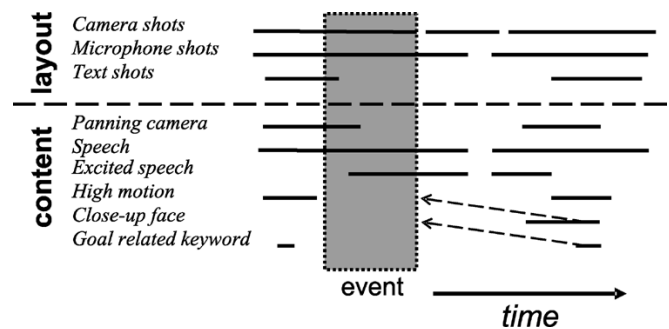 layout
Camera shots
Microphone shots
Text shots
content
Panning camera
Speech
Excited speech
High motion
Close-up face
Goal related keyword
event
time